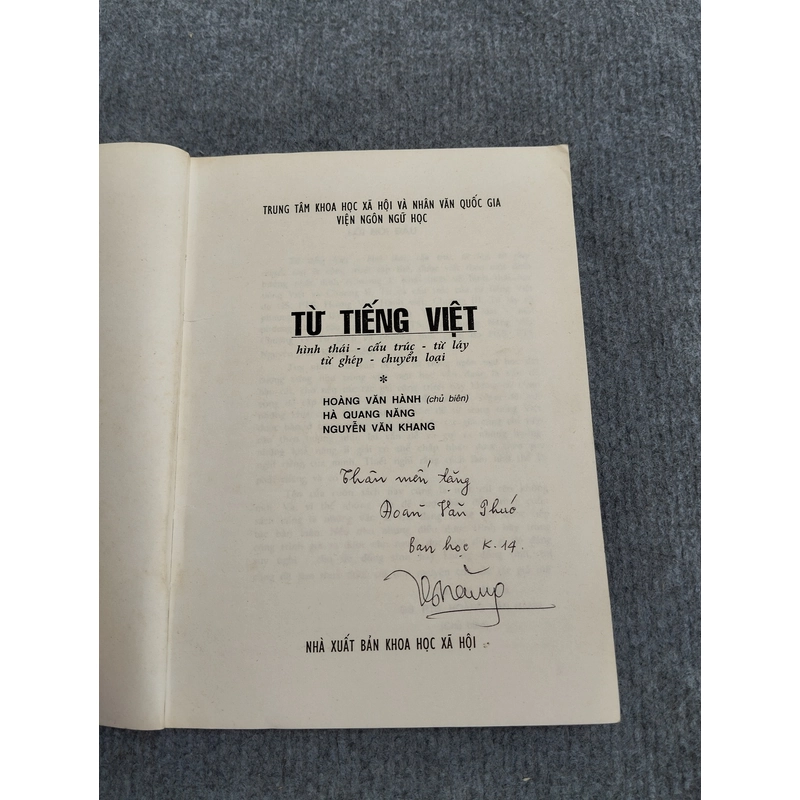 TRUNG TÂM KHOA HỌC XÃ HỘI VÀ NHÂN VĂN QUỐC GIA
VIỆN NGÔN NGỮ HỌC
TỪ TIẾNG VIỆT
hình thái - cấu trúc - từ láy
từ ghép - chuyển loại
*
HOÀNG VĂN HÀNH (chủ biên)
HÀ QUANG NĂNG
NGUYỄN VĂN KHANG
Thân mến tặng
Đoàn Văn Phúc
bạn học K.14.
NHÀ XUẤT BẢN KHOA HỌC XÃ HỘI